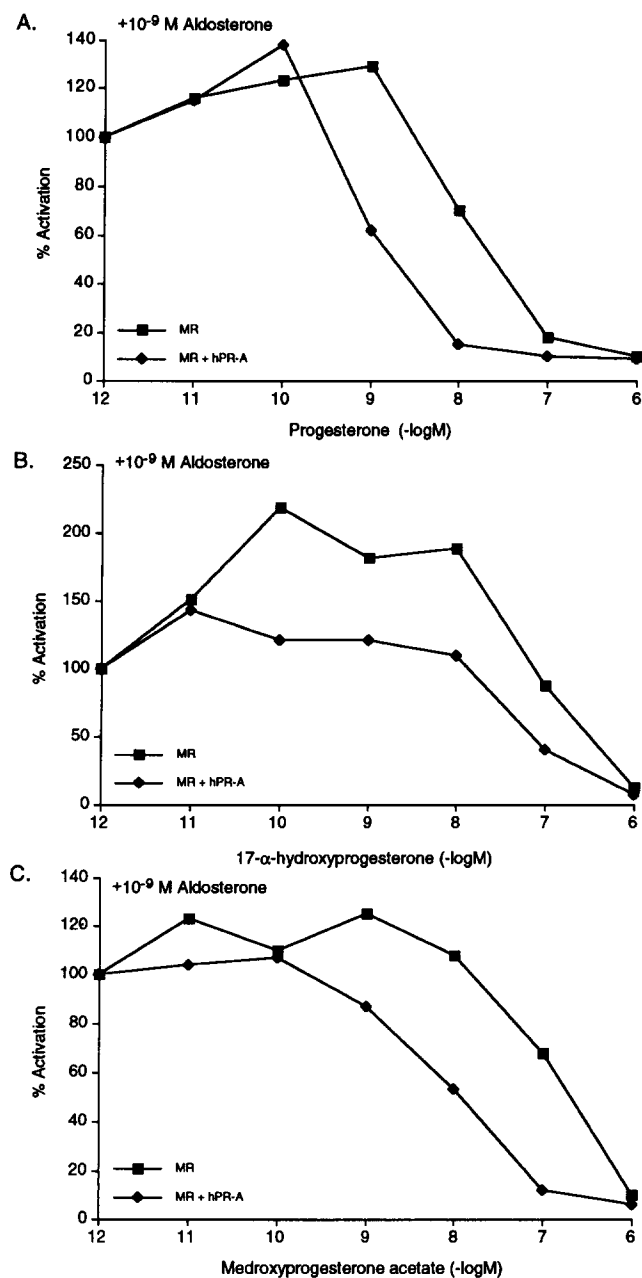 A.
+10⁻⁹ M Aldosterone
140
120
100
80
60
40
20
0
% Activation
MR
MR + hPR-A
12 11 10 9 8 7 6
Progesterone (-logM)
B.
+10⁻⁹ M Aldosterone
250
200
150
100
50
0
% Activation
MR
MR + hPR-A
12 11 10 9 8 7 6
17-α-hydroxyprogesterone (-logM)
C.
+10⁻⁹ M Aldosterone
140
120
100
80
60
40
20
0
% Activation
MR
MR + hPR-A
12 11 10 9 8 7 6
Medroxyprogesterone acetate (-logM)